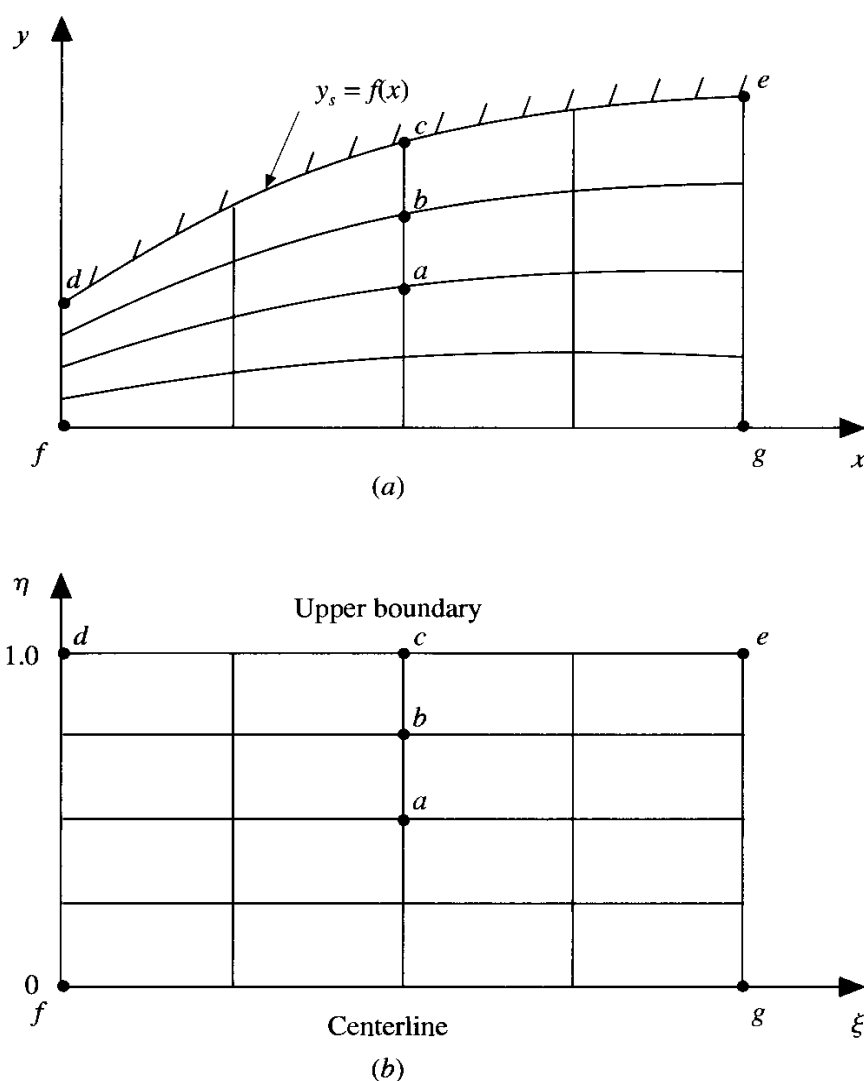 y
y_s = f(x)
e
c
b
d
a
f
g
x
(a)
η
Upper boundary
d
c
e
1.0
b
a
0
f
g
ξ
Centerline
(b)